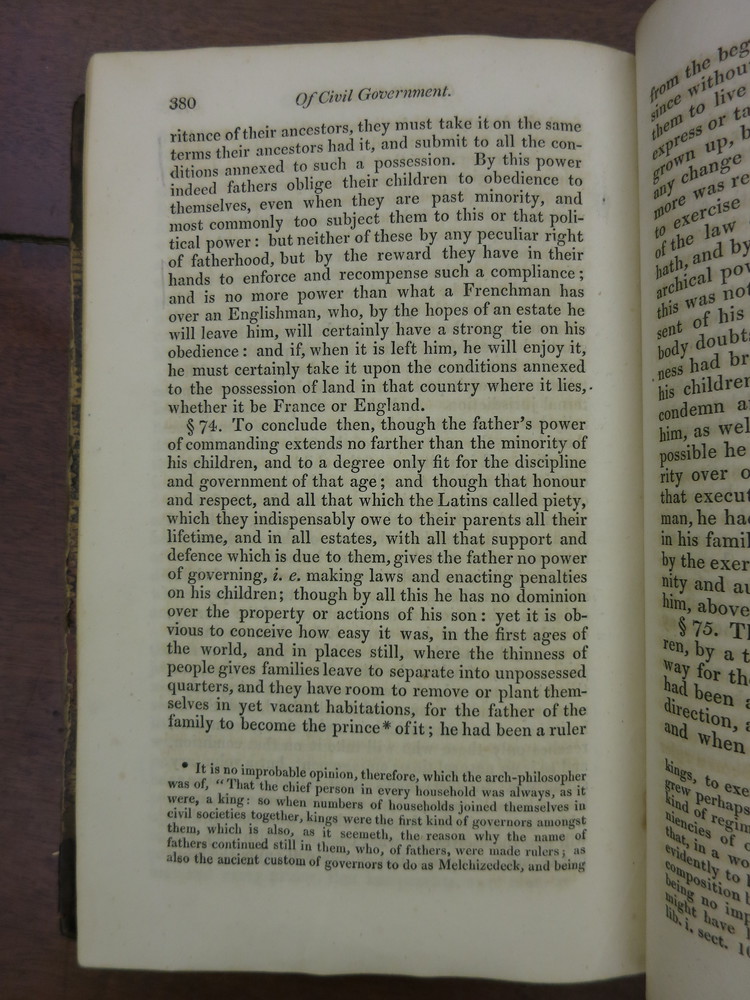 380
Of Civil Government.
ritance of their ancestors, they must take it on the same
terms their ancestors had it, and submit to all the con-
ditions annexed to such a possession. By this power
indeed fathers oblige their children to obedience to
themselves, even when they are past minority, and
most commonly too subject them to this or that poli-
tical power: but neither of these by any peculiar right
of fatherhood, but by the reward they have in their
hands to enforce and recompense such a compliance;
and is no more power than what a Frenchman has
over an Englishman, who, by the hopes of an estate he
will leave him, will certainly have a strong tie on his
obedience: and if, when it is left him, he will enjoy it,
he must certainly take it upon the conditions annexed
to the possession of land in that country where it lies,
whether it be France or England.
§ 74. To conclude then, though the father's power
of commanding extends no farther than the minority of
his children, and to a degree only fit for the discipline
and government of that age; and though that honour
and respect, and all that which the Latins called piety,
which they indispensably owe to their parents all their
lifetime, and in all estates, with all that support and
defence which is due to them, gives the father no power
of governing, i. e. making laws and enacting penalties
on his children; though by all this he has no dominion
over the property or actions of his son: yet it is ob-
vious to conceive how easy it was, in the first ages of
the world, and in places still, where the thinness of
people gives families leave to separate into unpossessed
quarters, and they have room to remove or plant them-
selves in yet vacant habitations, for the father of the
family to become the prince* of it; he had been a ruler
* It is no improbable opinion, therefore, which the arch-philosopher
was of, "That the chief person in every household was always, as it
were, a king: so when numbers of households joined themselves in
civil societies together, kings were the first kind of governors amongst
them, which is also, as it seemeth, the reason why the name of
fathers continued still in them, who, of fathers, were made rulers; as
also the ancient custom of governors to do as Melchizedeck, and being
from the beg
since without
them to live
express or ta
grown up, b
any change
more was re
to exercise
of the law
hath, and by
archical pow
this was not
sent of his
body doubts
ness had br
his children
condemn a
him, as wel
possible he
rity over o
that execut
man, he had
in his famil
by the exer
nity and au
him, above
§ 75. Th
ren, by a t
way for the
had been a
direction, a
and when
kings, to exe
grew perhaps
kind of regim
niencies of
that, in a wo
evidently to
composition b
being no imp
might have
lib. i. sect. 1